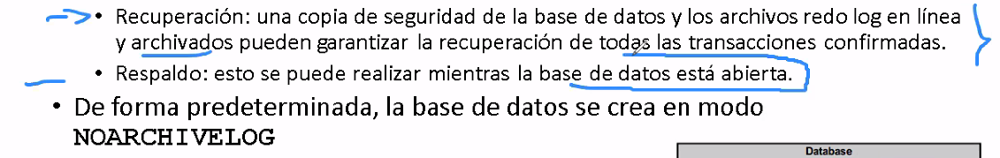 • Recuperación: una copia de seguridad de la base de datos y los archivos redo log en línea
y archivados pueden garantizar la recuperación de todas las transacciones confirmadas.
• Respaldo: esto se puede realizar mientras la base de datos está abierta.
• De forma predeterminada, la base de datos se crea en modo
NOARCHIVELOG
Database